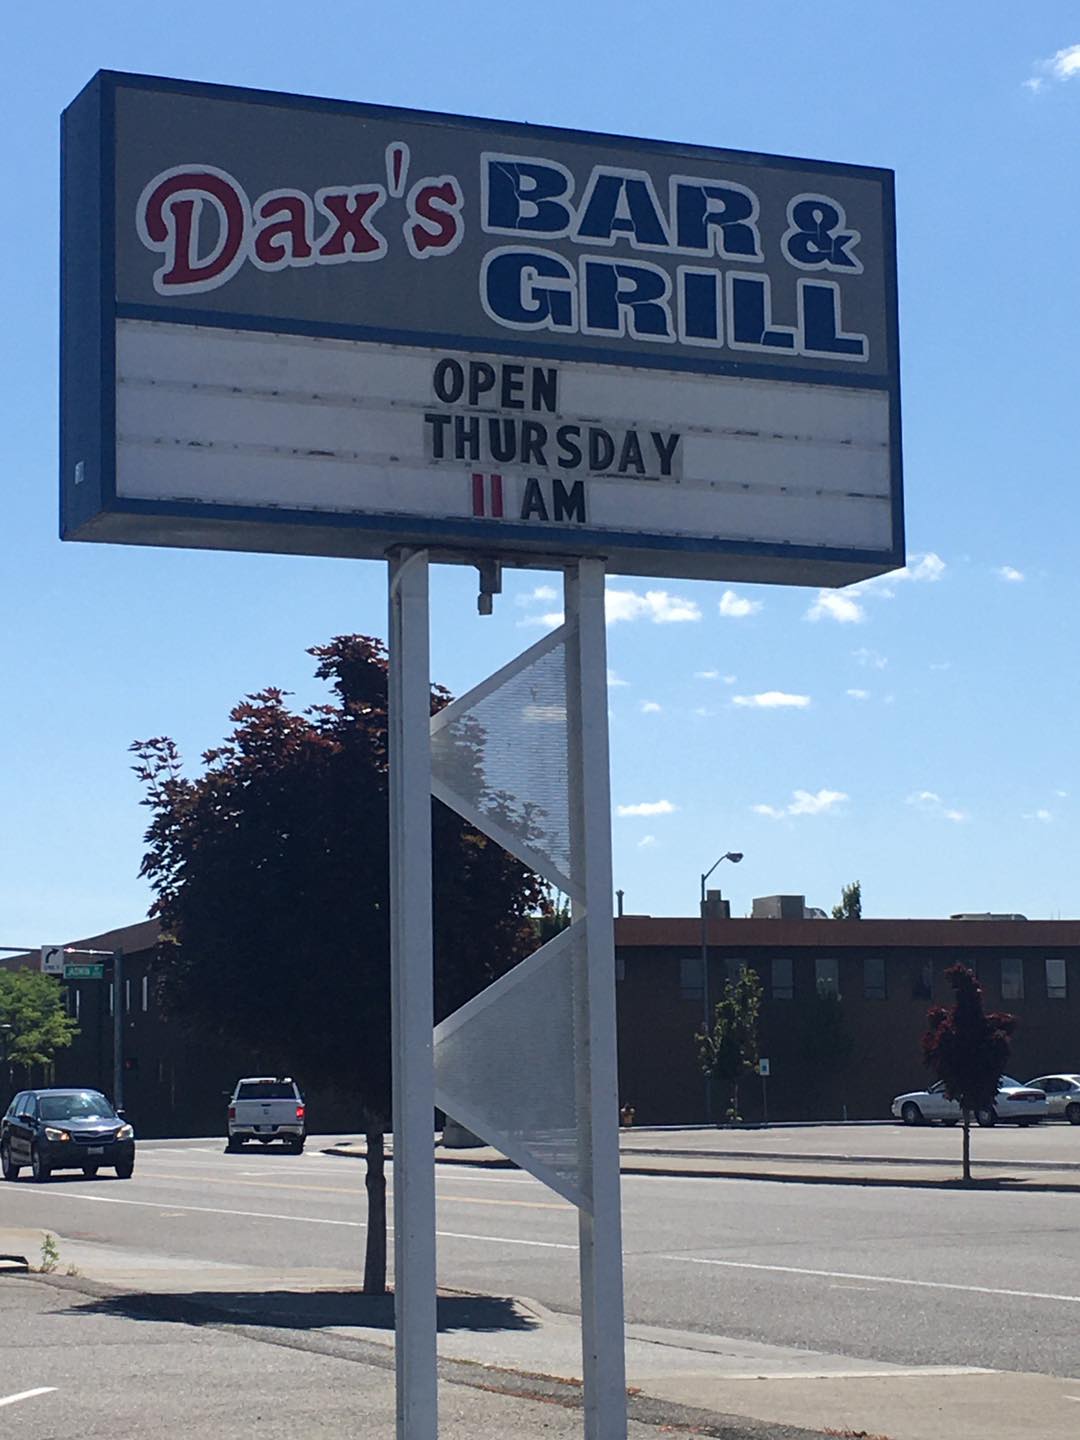 Dax's BAR &
GRILL
OPEN
THURSDAY
11 AM